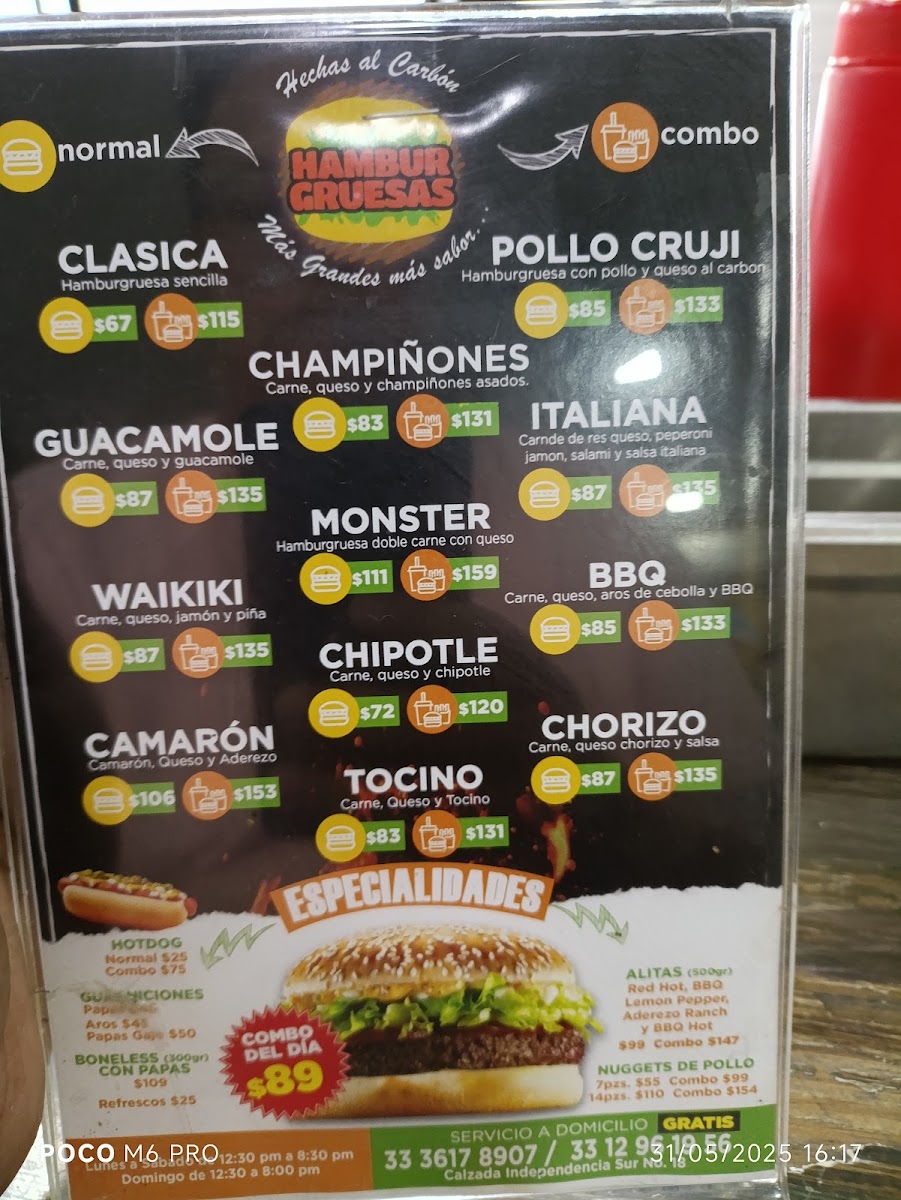 Hechas al Carbón
normal
combo
HAMBUR
GRUESAS
Más Grandes más sabor...
CLASICA
Hamburgruesa sencilla
$67 $115
POLLO CRUJI
Hamburgruesa con pollo y queso al carbon
$85 $133
CHAMPIÑONES
Carne, queso y champiñones asados.
$83 $131
GUACAMOLE
Carne, queso y guacamole
$87 $135
ITALIANA
Carnde de res queso, peperoni
jamon, salami y salsa italiana
$87 $135
MONSTER
Hamburgruesa doble carne con queso
$111 $159
WAIKIKI
Carne, queso, jamón y piña
$87 $135
BBQ
Carne, queso, aros de cebolla y BBQ
$85 $133
CHIPOTLE
Carne, queso y chipotle
$72 $120
CAMARÓN
Camarón, Queso y Aderezo
$106 $153
CHORIZO
Carne, queso chorizo y salsa
$87 $135
TOCINO
Carne, Queso y Tocino
$83 $131
ESPECIALIDADES
HOTDOG
Normal $25
Combo $75
GUARNICIONES
Papas
Aros $45
Papas Gajo $50
BONELESS (300gr)
CON PAPAS
$109
Refrescos $25
COMBO
DEL DÍA
$89
ALITAS (500gr)
Red Hot, BBQ
Lemon Pepper,
Aderezo Ranch
y BBQ Hot
$99 Combo $147
NUGGETS DE POLLO
7pzs. $55 Combo $99
14pzs. $110 Combo $154
SERVICIO A DOMICILIO GRATIS
33 3617 8907 / 33 12 96 19 56
Calzada Independencia Sur No. 18
Lunes a Sabado de 12:30 pm a 8:30 pm
Domingo de 12:30 a 8:00 pm
POCO M6 PRO
31/05/2025 16:17